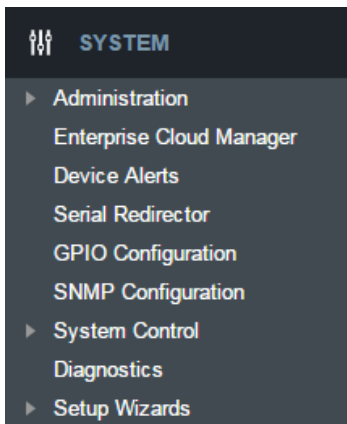 SYSTEM
Administration
Enterprise Cloud Manager
Device Alerts
Serial Redirector
GPIO Configuration
SNMP Configuration
System Control
Diagnostics
Setup Wizards